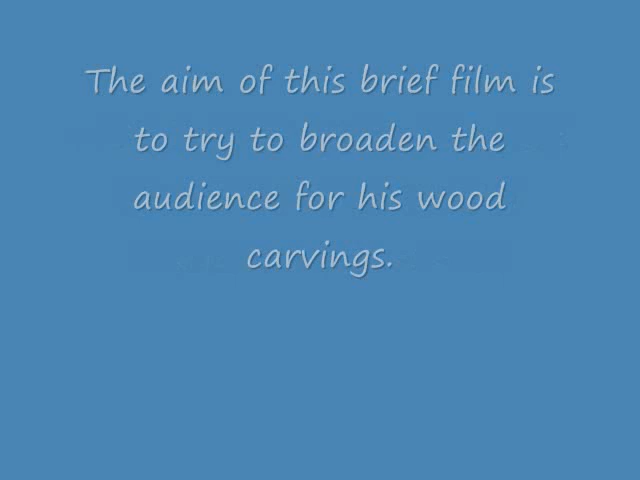 The aim of this brief film is
to try to broaden the
audience for his wood
carvings.